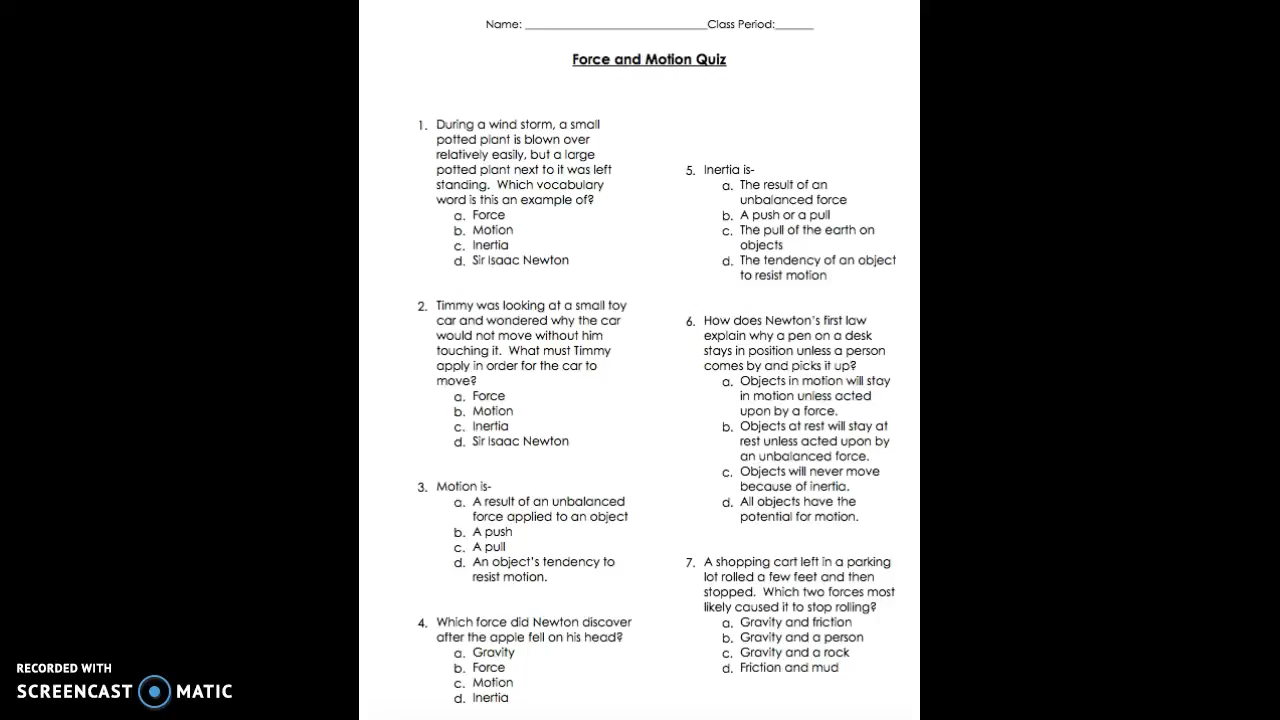 Name: ____________________________Class Period:______
Force and Motion Quiz
1. During a wind storm, a small
potted plant is blown over
relatively easily, but a large
potted plant next to it was left
standing. Which vocabulary
word is this an example of?
a. Force
b. Motion
c. Inertia
d. Sir Isaac Newton
2. Timmy was looking at a small toy
car and wondered why the car
would not move without him
touching it. What must Timmy
apply in order for the car to
move?
a. Force
b. Motion
c. Inertia
d. Sir Isaac Newton
3. Motion is-
a. A result of an unbalanced
force applied to an object
b. A push
c. A pull
d. An object's tendency to
resist motion.
4. Which force did Newton discover
after the apple fell on his head?
a. Gravity
b. Force
c. Motion
d. Inertia
5. Inertia is-
a. The result of an
unbalanced force
b. A push or a pull
c. The pull of the earth on
objects
d. The tendency of an object
to resist motion
6. How does Newton's first law
explain why a pen on a desk
stays in position unless a person
comes by and picks it up?
a. Objects in motion will stay
in motion unless acted
upon by a force.
b. Objects at rest will stay at
rest unless acted upon by
an unbalanced force.
c. Objects will never move
because of inertia.
d. All objects have the
potential for motion.
7. A shopping cart left in a parking
lot rolled a few feet and then
stopped. Which two forces most
likely caused it to stop rolling?
a. Gravity and friction
b. Gravity and a person
c. Gravity and a rock
d. Friction and mud
RECORDED WITH
SCREENCAST MATIC